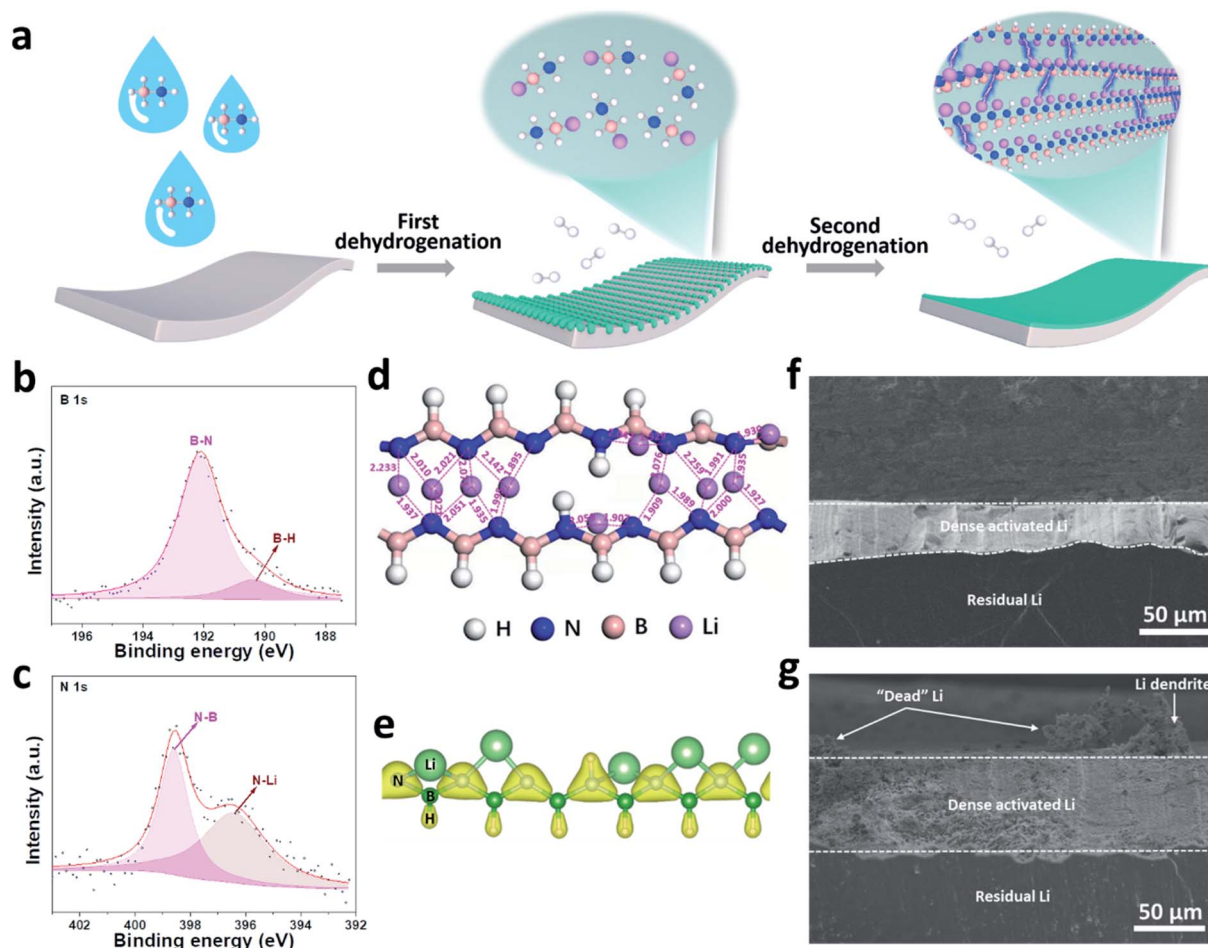 a
First
dehydrogenation
Second
dehydrogenation
b
B 1s
B-N
B-H
Intensity (a.u.)
196 194 192 190 188
Binding energy (eV)
c
N 1s
N-B
N-Li
Intensity (a.u.)
402 400 398 396 394 392
Binding energy (eV)
d
2.233
2.010
2.021
2.142
1.895
2.259
1.991
1.935
1.937
2.051
1.935
1.909
1.989
2.000
1.927
H N B Li
e
Li
N
B
H
f
Dense activated Li
Residual Li
50 μm
g
"Dead" Li
Li dendrite
Dense activated Li
Residual Li
50 μm